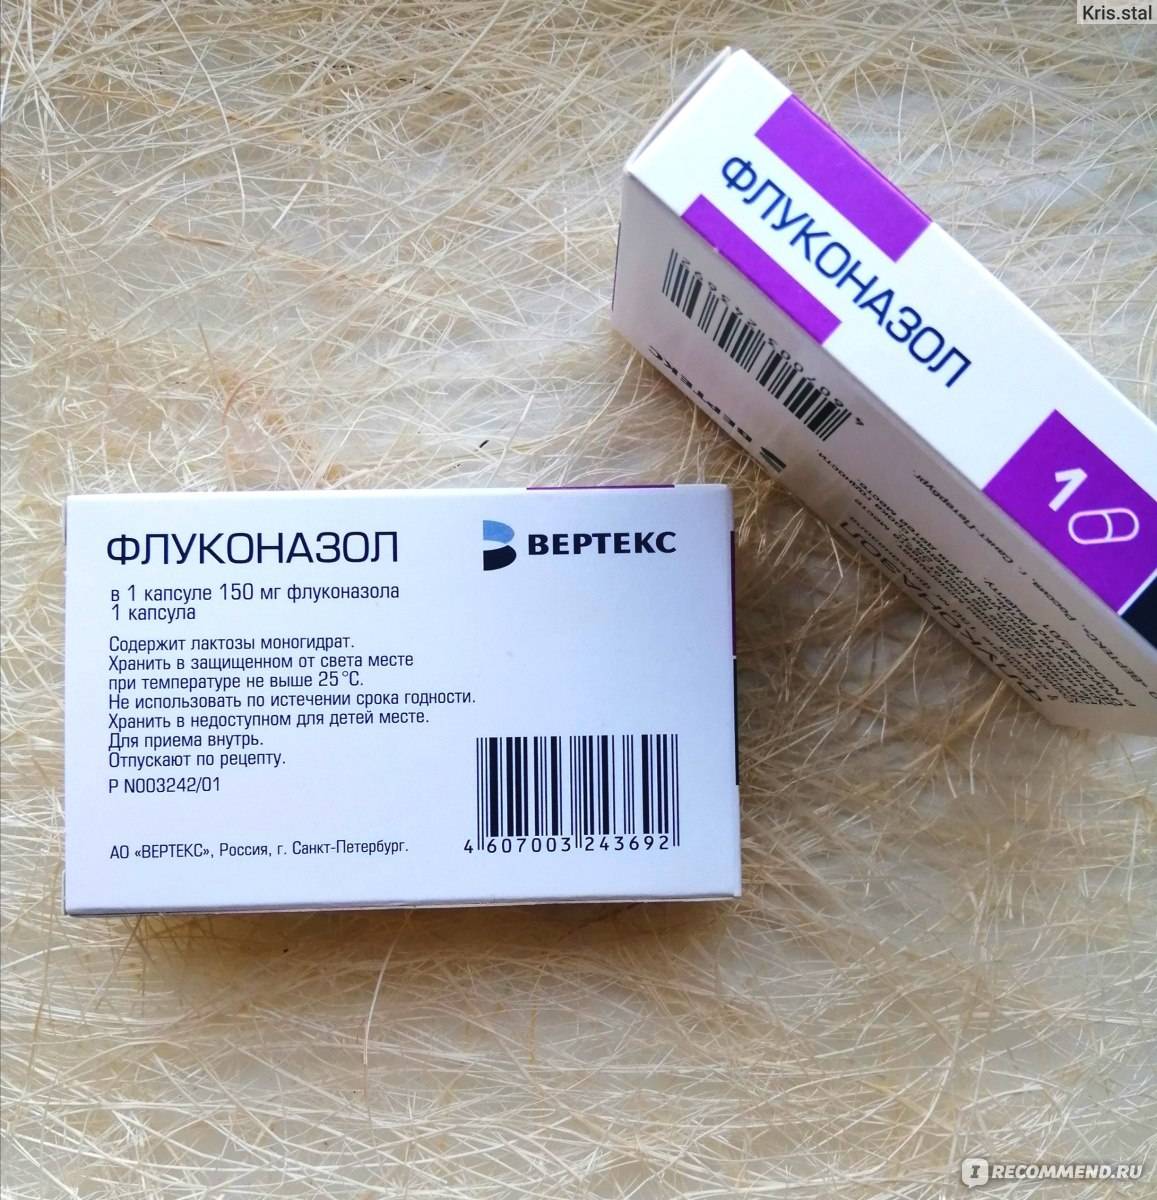 Kris.stal
ФЛУКОНАЗОЛ
1
ВЕРТЕКС
ФЛУКОНАЗОЛ
ВЕРТЕКС
в 1 капсуле 150 мг флуконазола
1 капсула
Содержит лактозы моногидрат.
Хранить в защищенном от света месте
при температуре не выше 25 °С.
Не использовать по истечении срока годности.
Хранить в недоступном для детей месте.
Для приема внутрь.
Отпускают по рецепту.
Р N003242/01
АО «ВЕРТЕКС», Россия, г. Санкт-Петербург.
4 607003 243692
IRECOMMEND.RU